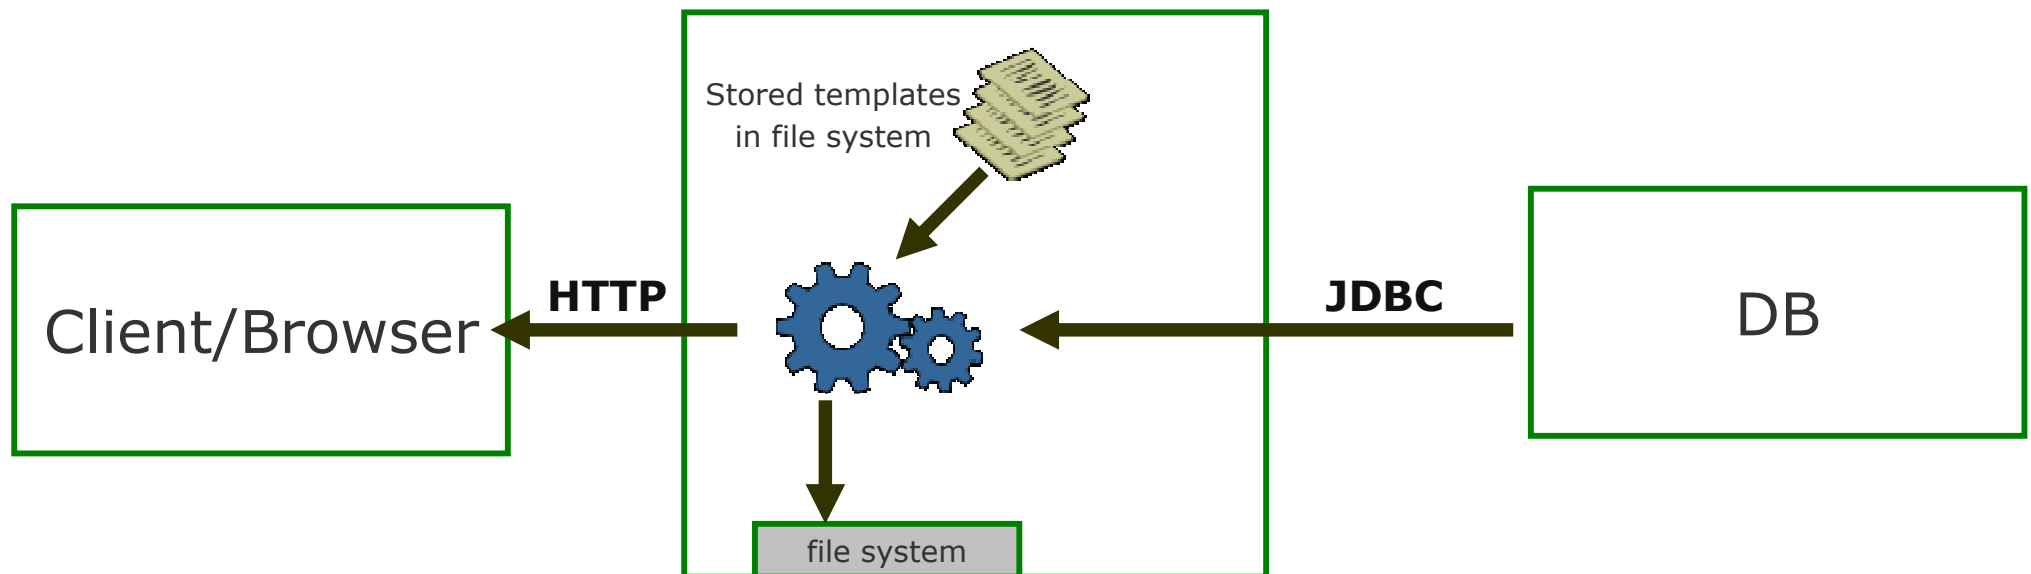 Stored templates
in file system
Client/Browser
HTTP
JDBC
DB
file system